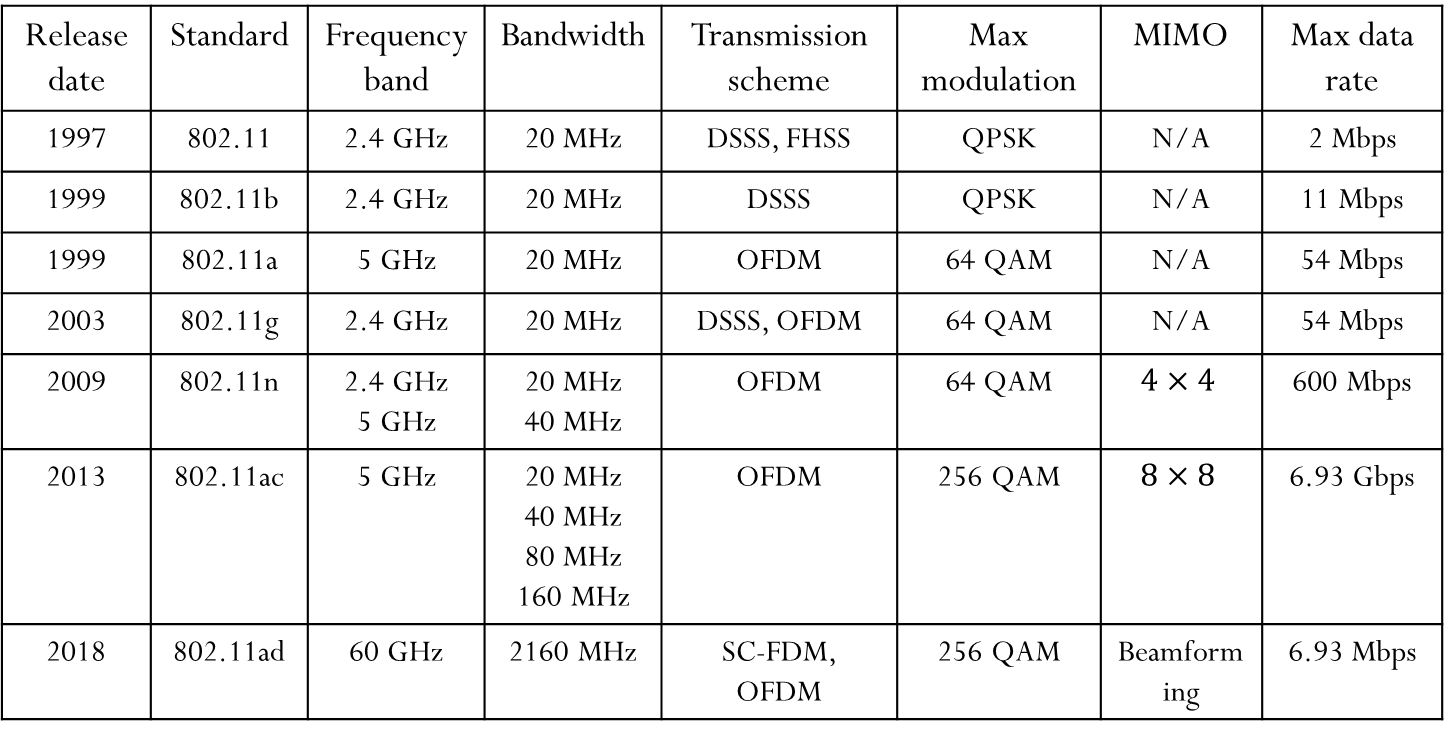 Release date Standard Frequency band Bandwidth Transmission scheme Max modulation MIMO Max data rate
1997 802.11 2.4 GHz 20 MHz DSSS, FHSS QPSK N/A 2 Mbps
1999 802.11b 2.4 GHz 20 MHz DSSS QPSK N/A 11 Mbps
1999 802.11a 5 GHz 20 MHz OFDM 64 QAM N/A 54 Mbps
2003 802.11g 2.4 GHz 20 MHz DSSS, OFDM 64 QAM N/A 54 Mbps
2009 802.11n 2.4 GHz 20 MHz OFDM 64 QAM 4 × 4 600 Mbps
5 GHz 40 MHz
2013 802.11ac 5 GHz 20 MHz OFDM 256 QAM 8 × 8 6.93 Gbps
40 MHz
80 MHz
160 MHz
2018 802.11ad 60 GHz 2160 MHz SC-FDM, 256 QAM Beamform 6.93 Mbps
OFDM ing